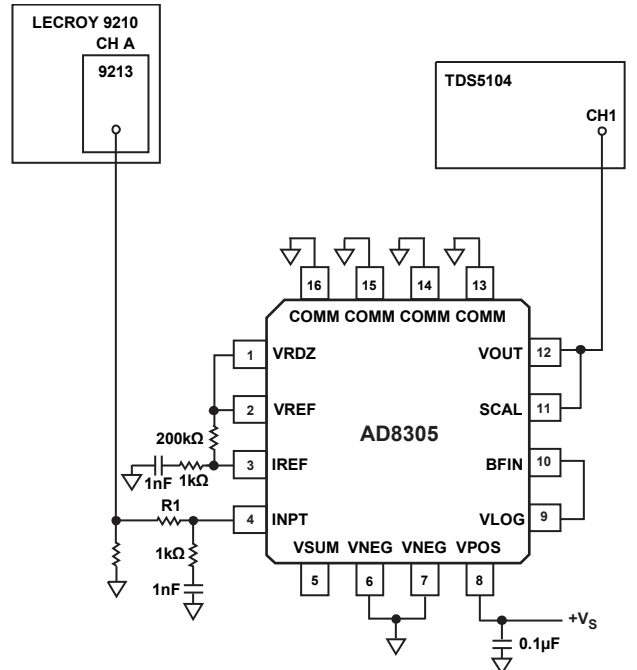 LECROY 9210
CH A
9213
TDS5104
CH1
16
15
14
13
COMM COMM COMM COMM
1
VRDZ
VOUT
12
2
VREF
SCAL
11
200kΩ
AD8305
3
IREF
BFIN
10
1nF
1kΩ
R1
4
INPT
VLOG
9
1kΩ
VSUM VNEG VNEG VPOS
1nF
5
6
7
8
+VS
0.1µF